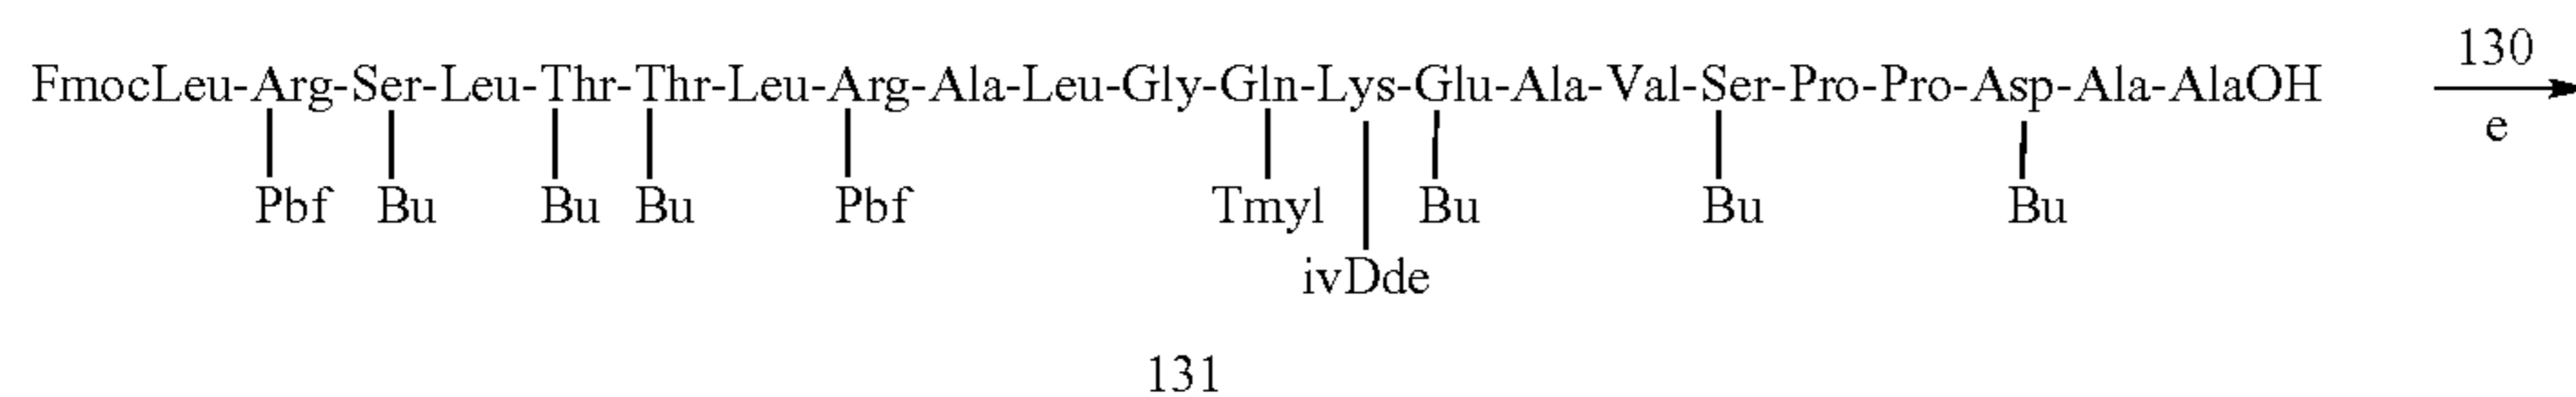 130
FmocLeu-Arg-Ser-Leu-Thr-Thr-Leu-Arg-Ala-Leu-Gly-Gln-Lys-Glu-Ala-Val-Ser-Pro-Pro-Asp-Ala-AlaOH
e
Pbf Bu Bu Bu Pbf Tmyl Bu Bu Bu
ivDde
131